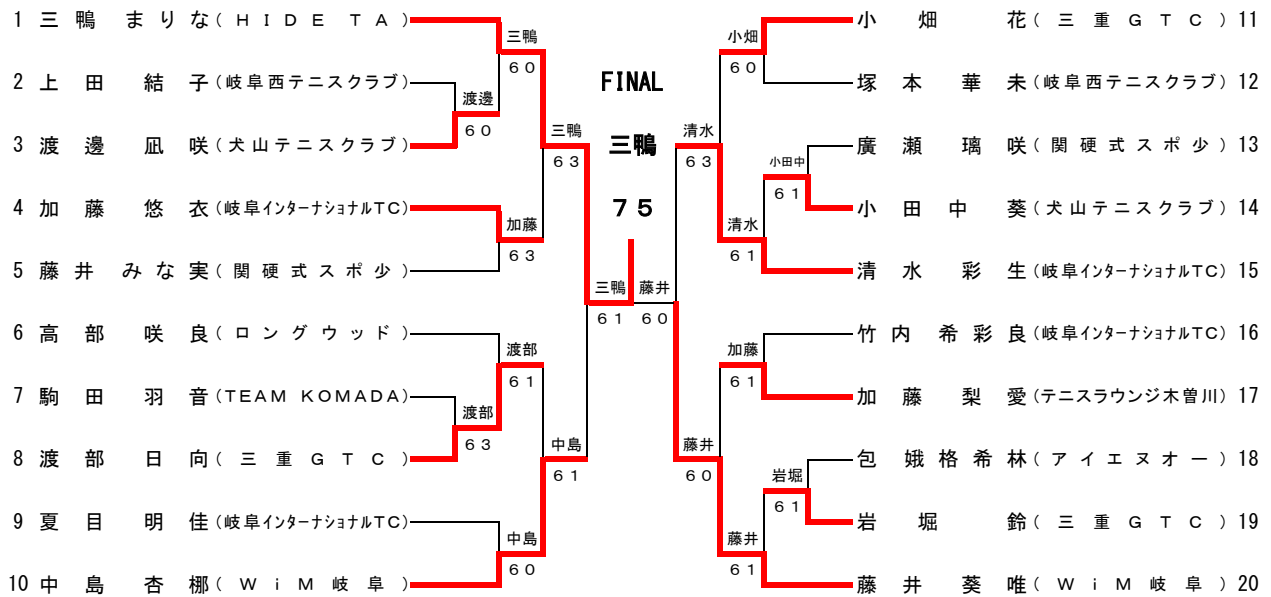 1 三鴨 まりな(HIDE TA)
三鴨
60
2 上田 結子(岐阜西テニスクラブ)
渡邊
60
3 渡邊 凪咲(犬山テニスクラブ)
三鴨
63
4 加藤 悠衣(岐阜インターナショナルTC)
加藤
63
5 藤井 みな実(関硬式スポ少)
三鴨
61
6 高部 咲良(ロングウッド)
渡部
61
7 駒田 羽音(TEAM KOMADA)
渡部
63
8 渡部 日向(三重GTC)
中島
61
9 夏目 明佳(岐阜インターナショナルTC)
中島
60
10 中島 杏梛(WiM岐阜)
FINAL
三鴨
75
小畑 花(三重GTC) 11
小畑
60
塚本 華未(岐阜西テニスクラブ) 12
清水
63
廣瀬 璃咲(関硬式スポ少) 13
小田中
61
小田中 葵(犬山テニスクラブ) 14
清水
61
清水 彩生(岐阜インターナショナルTC) 15
藤井
60
竹内 希彩良(岐阜インターナショナルTC) 16
加藤
61
加藤 梨愛(テニスラウンジ木曽川) 17
藤井
60
包 娥格希林(アイエヌオー) 18
岩堀
61
岩堀 鈴(三重GTC) 19
藤井
61
藤井 葵唯(WiM岐阜) 20